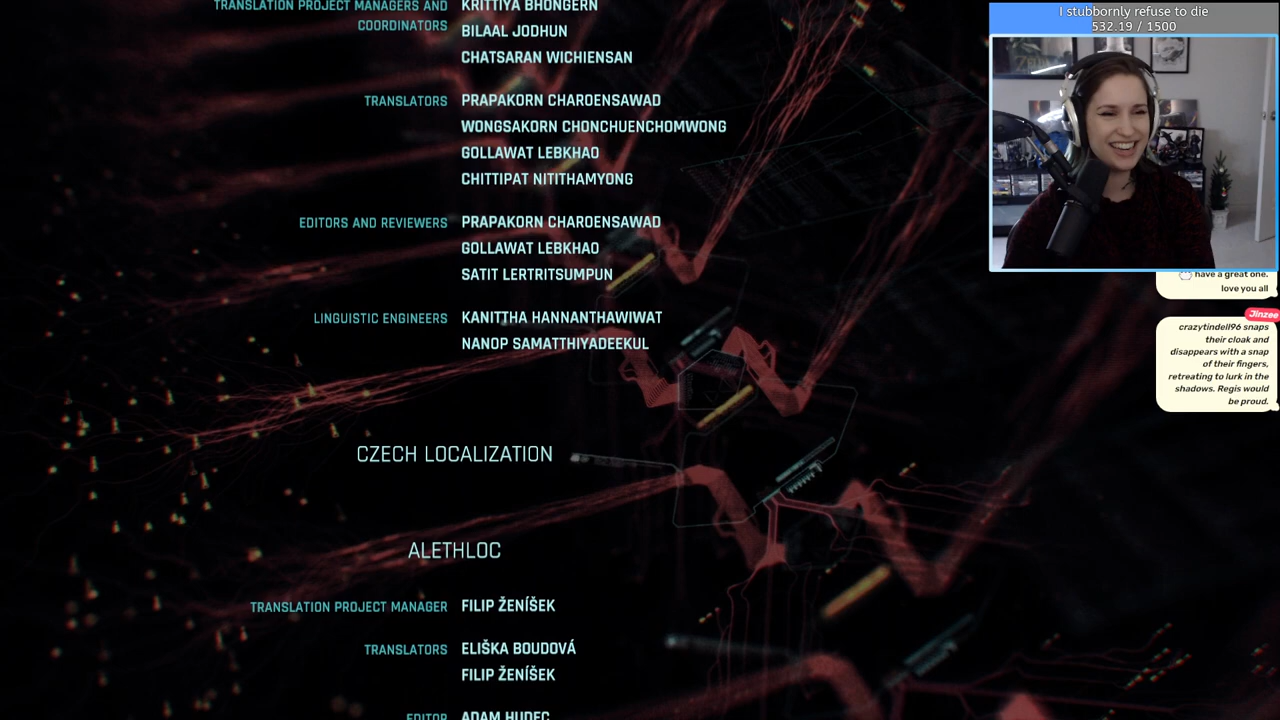 TRANSLATION PROJECT MANAGERS AND
COORDINATORS
KRITTIYA BHONGERN
BILAAL JODHUN
CHATSARAN WICHIENSAN
TRANSLATORS
PRAPAKORN CHAROENSAWAD
WONGSAKORN CHONCHUENCHOMWONG
GOLLAWAT LEBKHAO
CHITTIPAT NITITHAMYONG
EDITORS AND REVIEWERS
PRAPAKORN CHAROENSAWAD
GOLLAWAT LEBKHAO
SATIT LERTRITSUMPUN
LINGUISTIC ENGINEERS
KANITTHA HANNANTHAWIWAT
NANOP SAMATTHIYADEEKUL
CZECH LOCALIZATION
ALETHLOC
TRANSLATION PROJECT MANAGER
FILIP ŽENÍŠEK
TRANSLATORS
ELIŠKA BOUDOVÁ
FILIP ŽENÍŠEK
EDITOR
ADAM HUDEC
I stubbornly refuse to die
532.19 / 1500
have a great one.
love you all
Jinzee
crazytindell96 snaps
their cloak and
disappears with a snap
of their fingers,
retreating to lurk in the
shadows. Regis would
be proud.